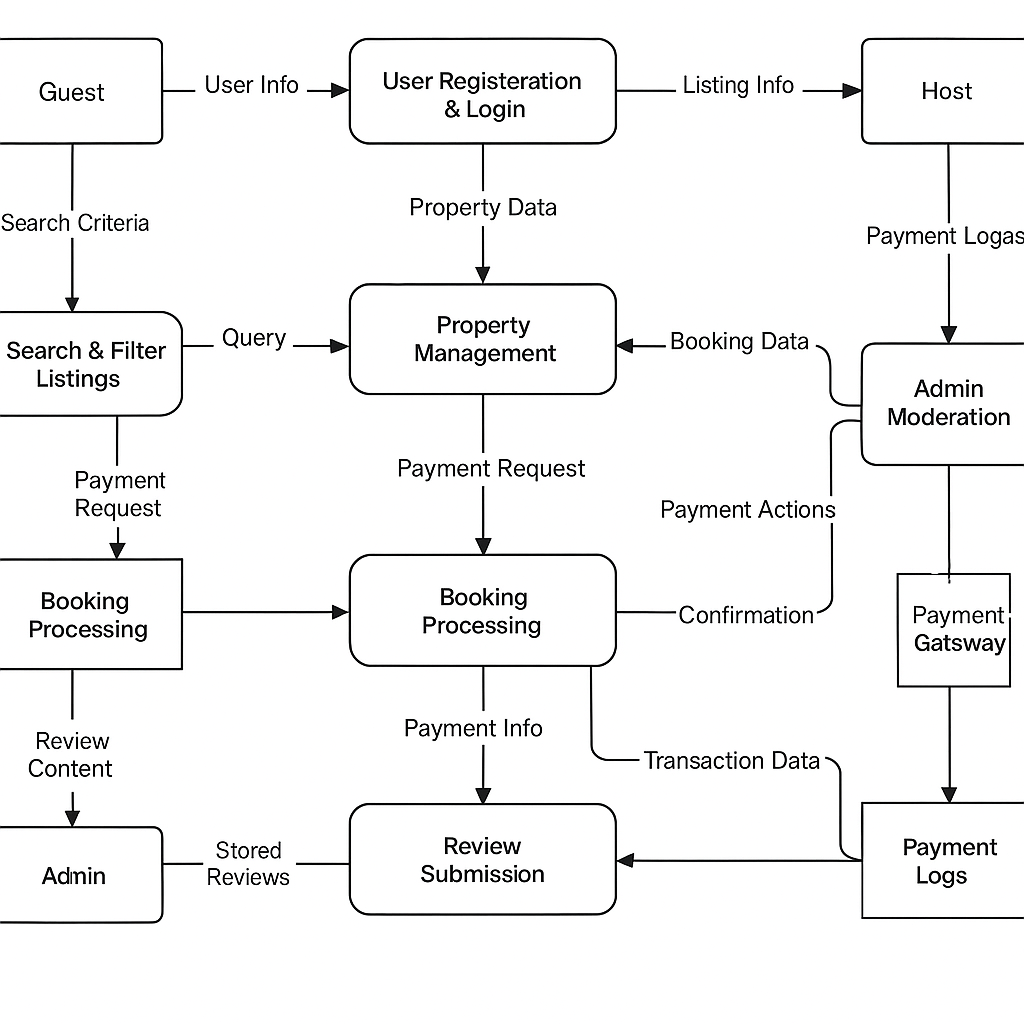 Guest
User Info
User Registeration
& Login
Listing Info
Host
Search Criteria
Property Data
Payment Logas
Search & Filter
Listings
Query
Property
Management
Booking Data
Admin
Moderation
Payment
Request
Payment Request
Payment Actions
Booking
Processing
Booking
Processing
Confirmation
Payment
Gatsway
Review
Content
Payment Info
Transaction Data
Admin
Stored
Reviews
Review
Submission
Payment
Logs